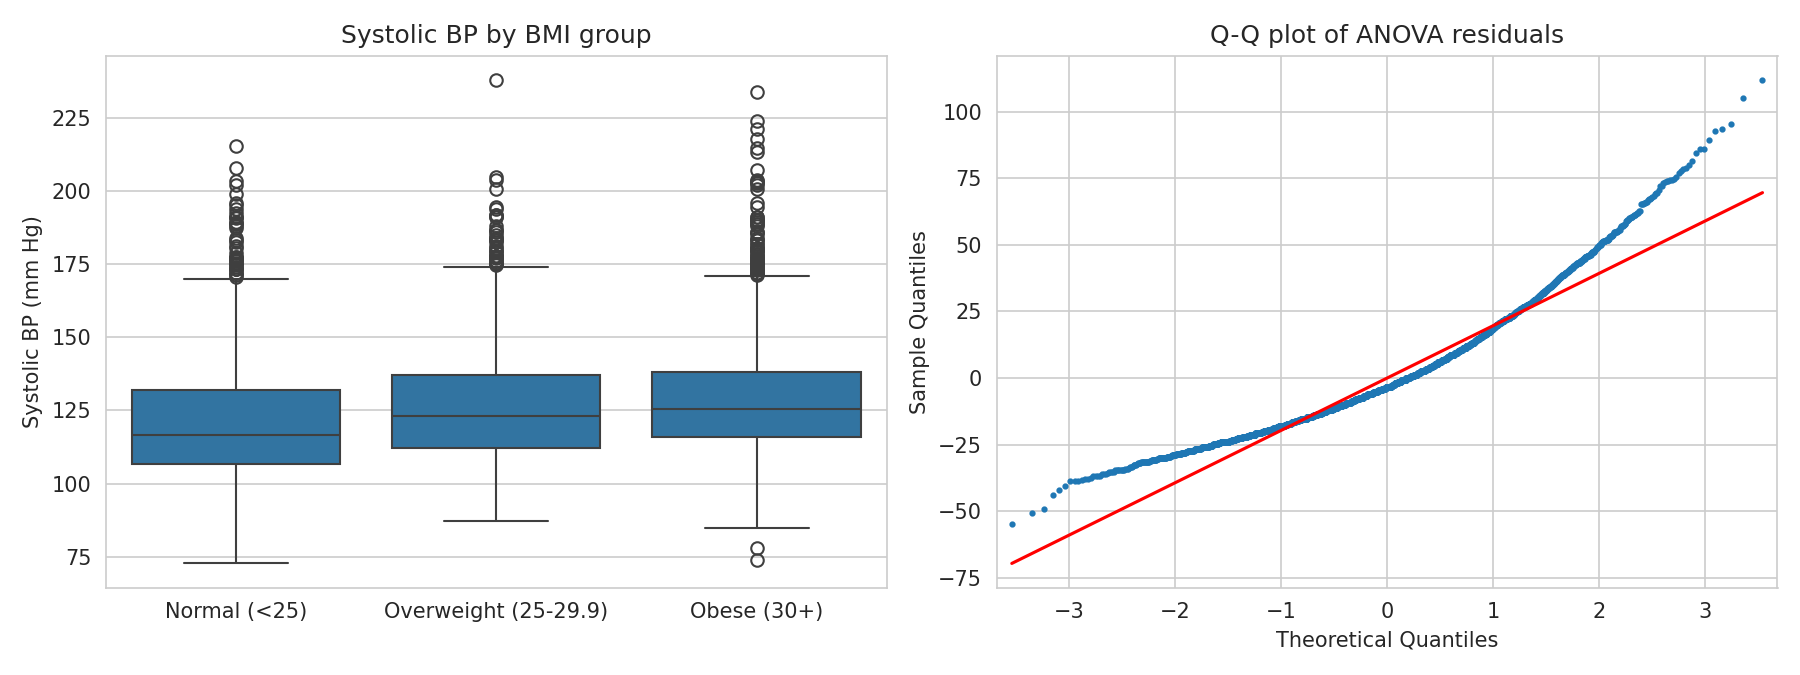 Systolic BP by BMI group
Systolic BP (mm Hg)
225
200
175
150
125
100
75
Normal (<25)
Overweight (25-29.9)
Obese (30+)
Q-Q plot of ANOVA residuals
Sample Quantiles
100
75
50
25
0
−25
−50
−75
−3
−2
−1
0
1
2
3
Theoretical Quantiles